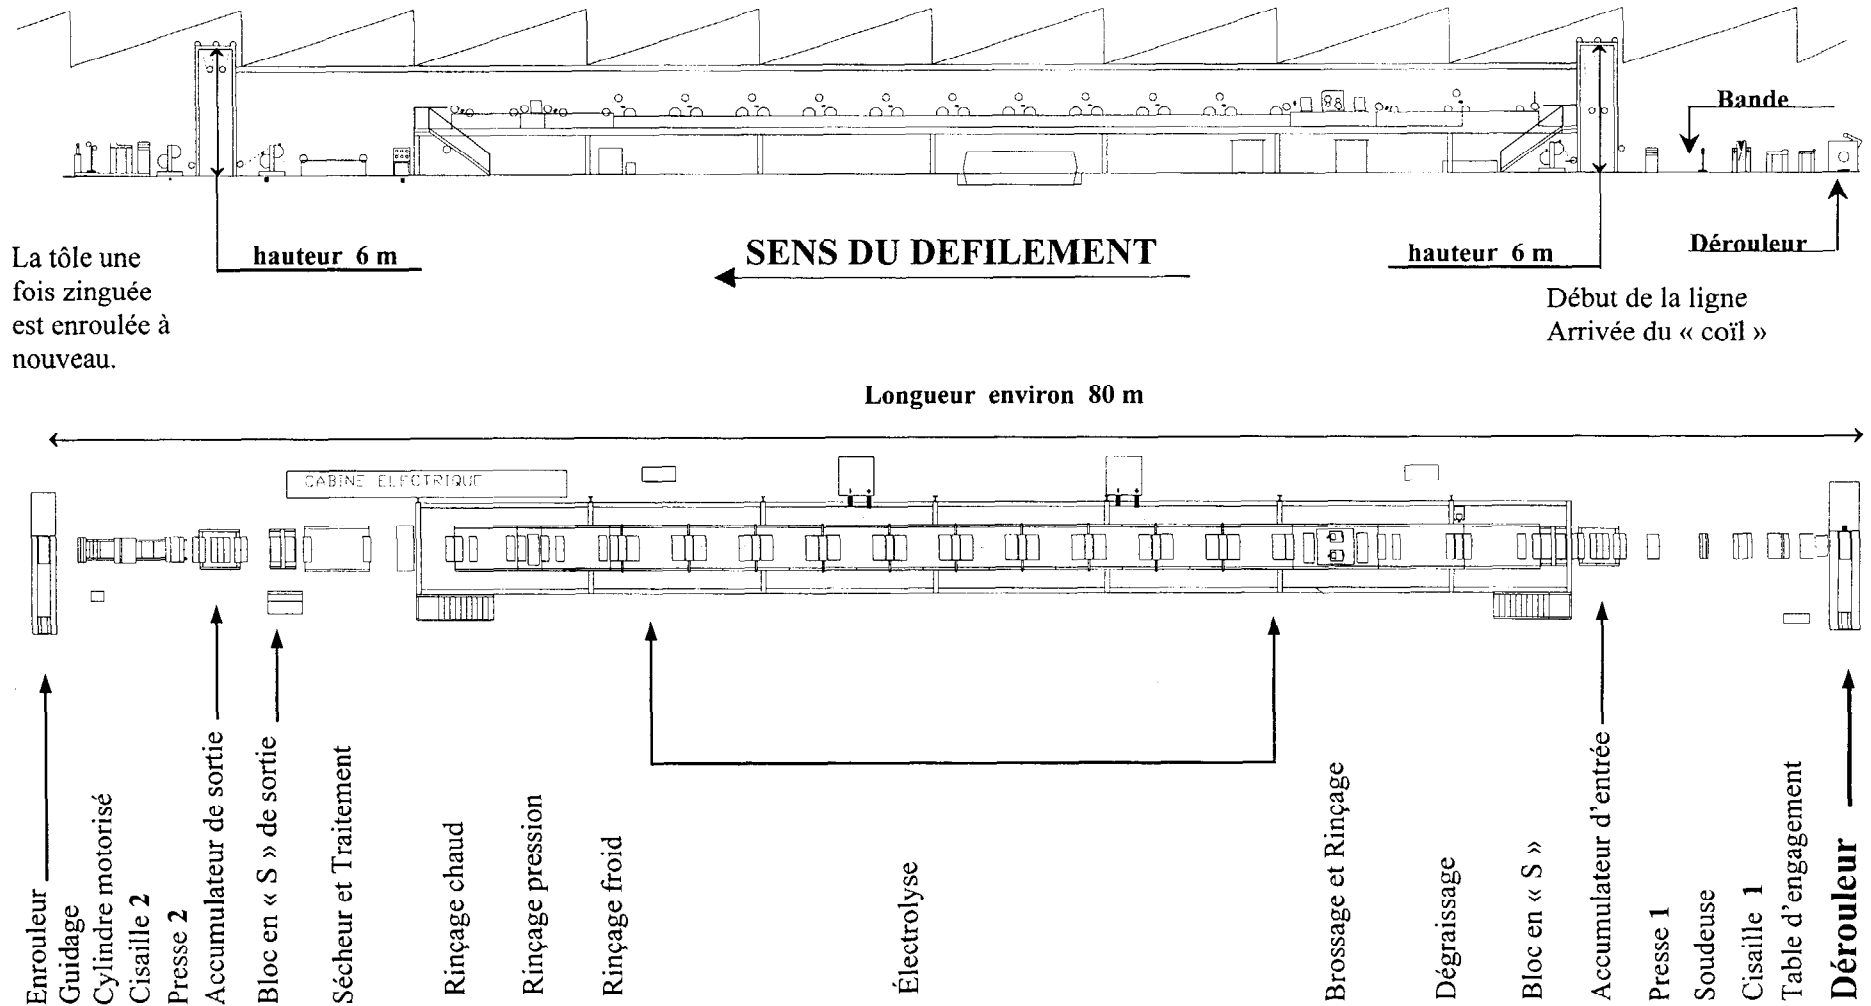 Bande
Dérouleur
hauteur 6 m
SENS DU DEFILEMENT
hauteur 6 m
La tôle une
fois zinguée
est enroulée à
nouveau.
Début de la ligne
Arrivée du « coïl »
Longueur environ 80 m
CABINE ELECTRIQUE
Enrouleur
Guidage
Cylindre motorisé
Cisaille 2
Presse 2
Accumulateur de sortie
Bloc en « S » de sortie
Sécheur et Traitement
Rinçage chaud
Rinçage pression
Rinçage froid
Électrolyse
Brossage et Rinçage
Dégraissage
Bloc en « S »
Accumulateur d'entrée
Presse 1
Soudeuse
Cisaille 1
Table d'engagement
Dérouleur